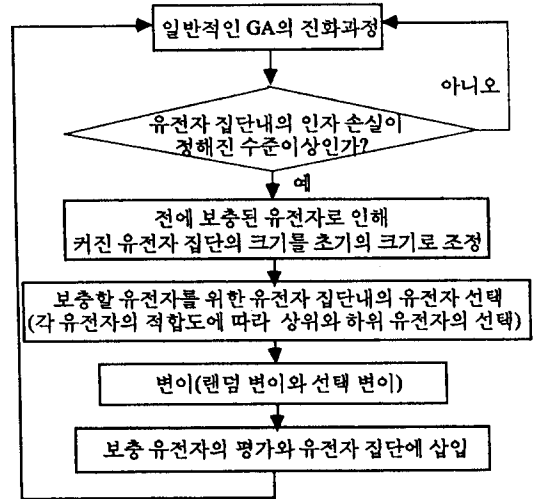 일반적인 GA의 진화과정
아니오
유전자 집단내의 인자 손실이
정해진 수준이상인가?
예
전에 보충된 유전자로 인해
커진 유전자 집단의 크기를 초기의 크기로 조정
보충할 유전자를 위한 유전자 집단내의 유전자 선택
(각 유전자의 적합도에 따라 상위와 하위 유전자의 선택)
변이(랜덤 변이와 선택 변이)
보충 유전자의 평가와 유전자 집단에 삽입